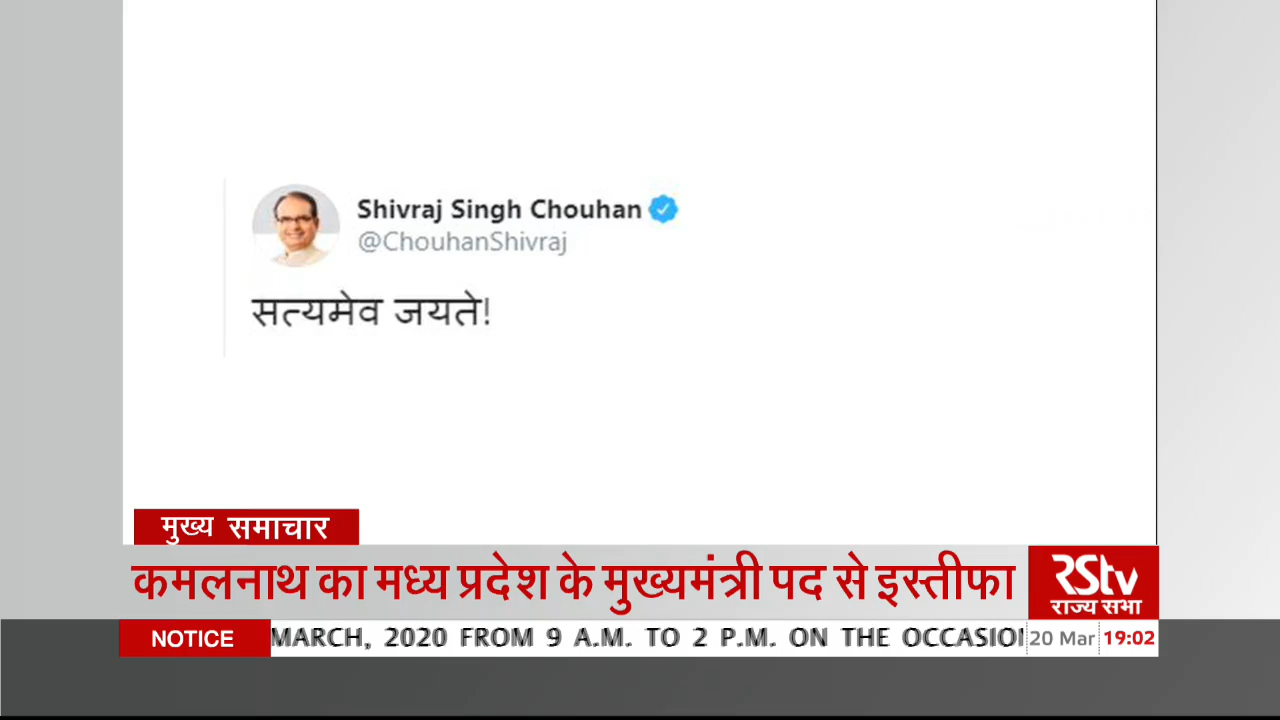 Shivraj Singh Chouhan
@ChouhanShivraj
सत्यमेव जयते!
मुख्य समाचार
कमलनाथ का मध्य प्रदेश के मुख्यमंत्री पद से इस्तीफा
RStv
राज्य सभा
NOTICE MARCH, 2020 FROM 9 A.M. TO 2 P.M. ON THE OCCASION 20 Mar 19:02